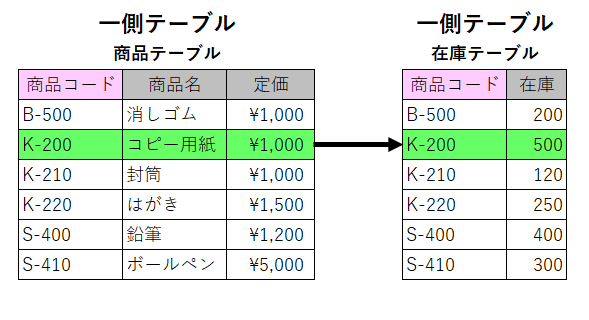 一側テーブル
商品テーブル
商品コード 商品名 定価
B-500 消しゴム ¥1,000
K-200 コピー用紙 ¥1,000
K-210 封筒 ¥1,000
K-220 はがき ¥1,500
S-400 鉛筆 ¥1,200
S-410 ボールペン ¥5,000
一側テーブル
在庫テーブル
商品コード 在庫
B-500 200
K-200 500
K-210 120
K-220 250
S-400 400
S-410 300